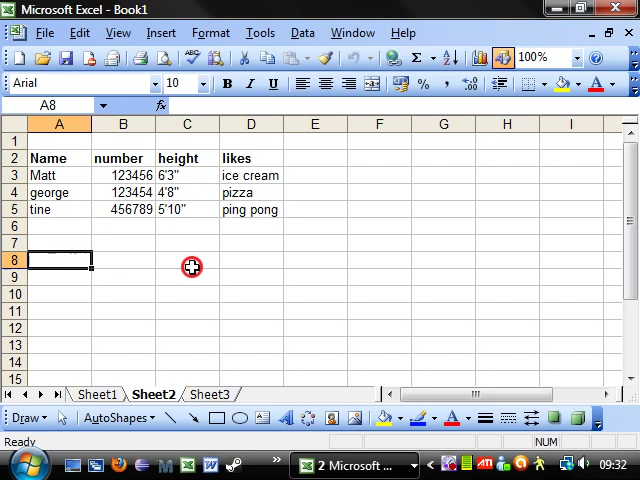 Microsoft Excel - Book1
File Edit View Insert Format Tools Data Window Help
100%
Arial 10 B I U
A8 fx
A B C D E F G H I
1
2 Name number height likes
3 Matt 123456 6'3" ice cream
4 george 123454 4'8" pizza
5 tine 456789 5'10" ping pong
6
7
8
9
10
11
12
13
14
15
Sheet1 Sheet2 Sheet3
Draw AutoShapes
Ready NUM
2 Microsoft ... 09:32